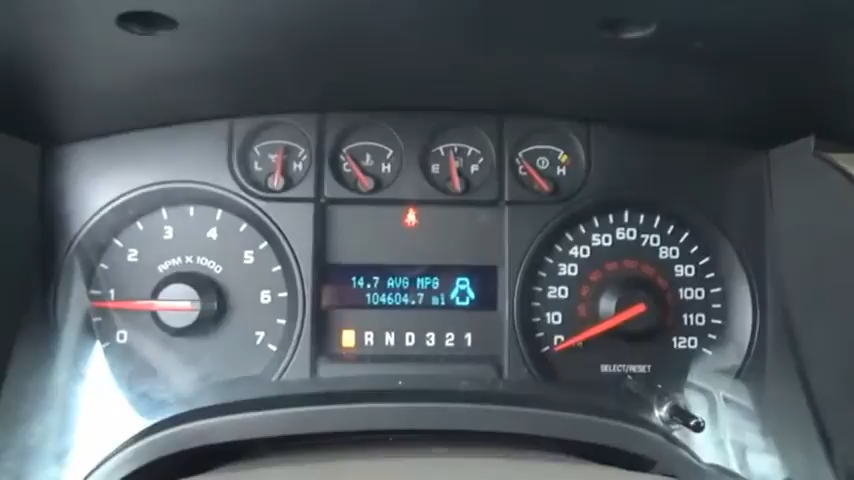 L H
C H
E F
C H
0 1 2 3 4 5 6 7
RPM X 1000
14.7 AVG MPG
104604.7 mi
R N D 3 2 1
0 10 20 30 40 50 60 70 80 90 100 110 120
SELECT/RESET